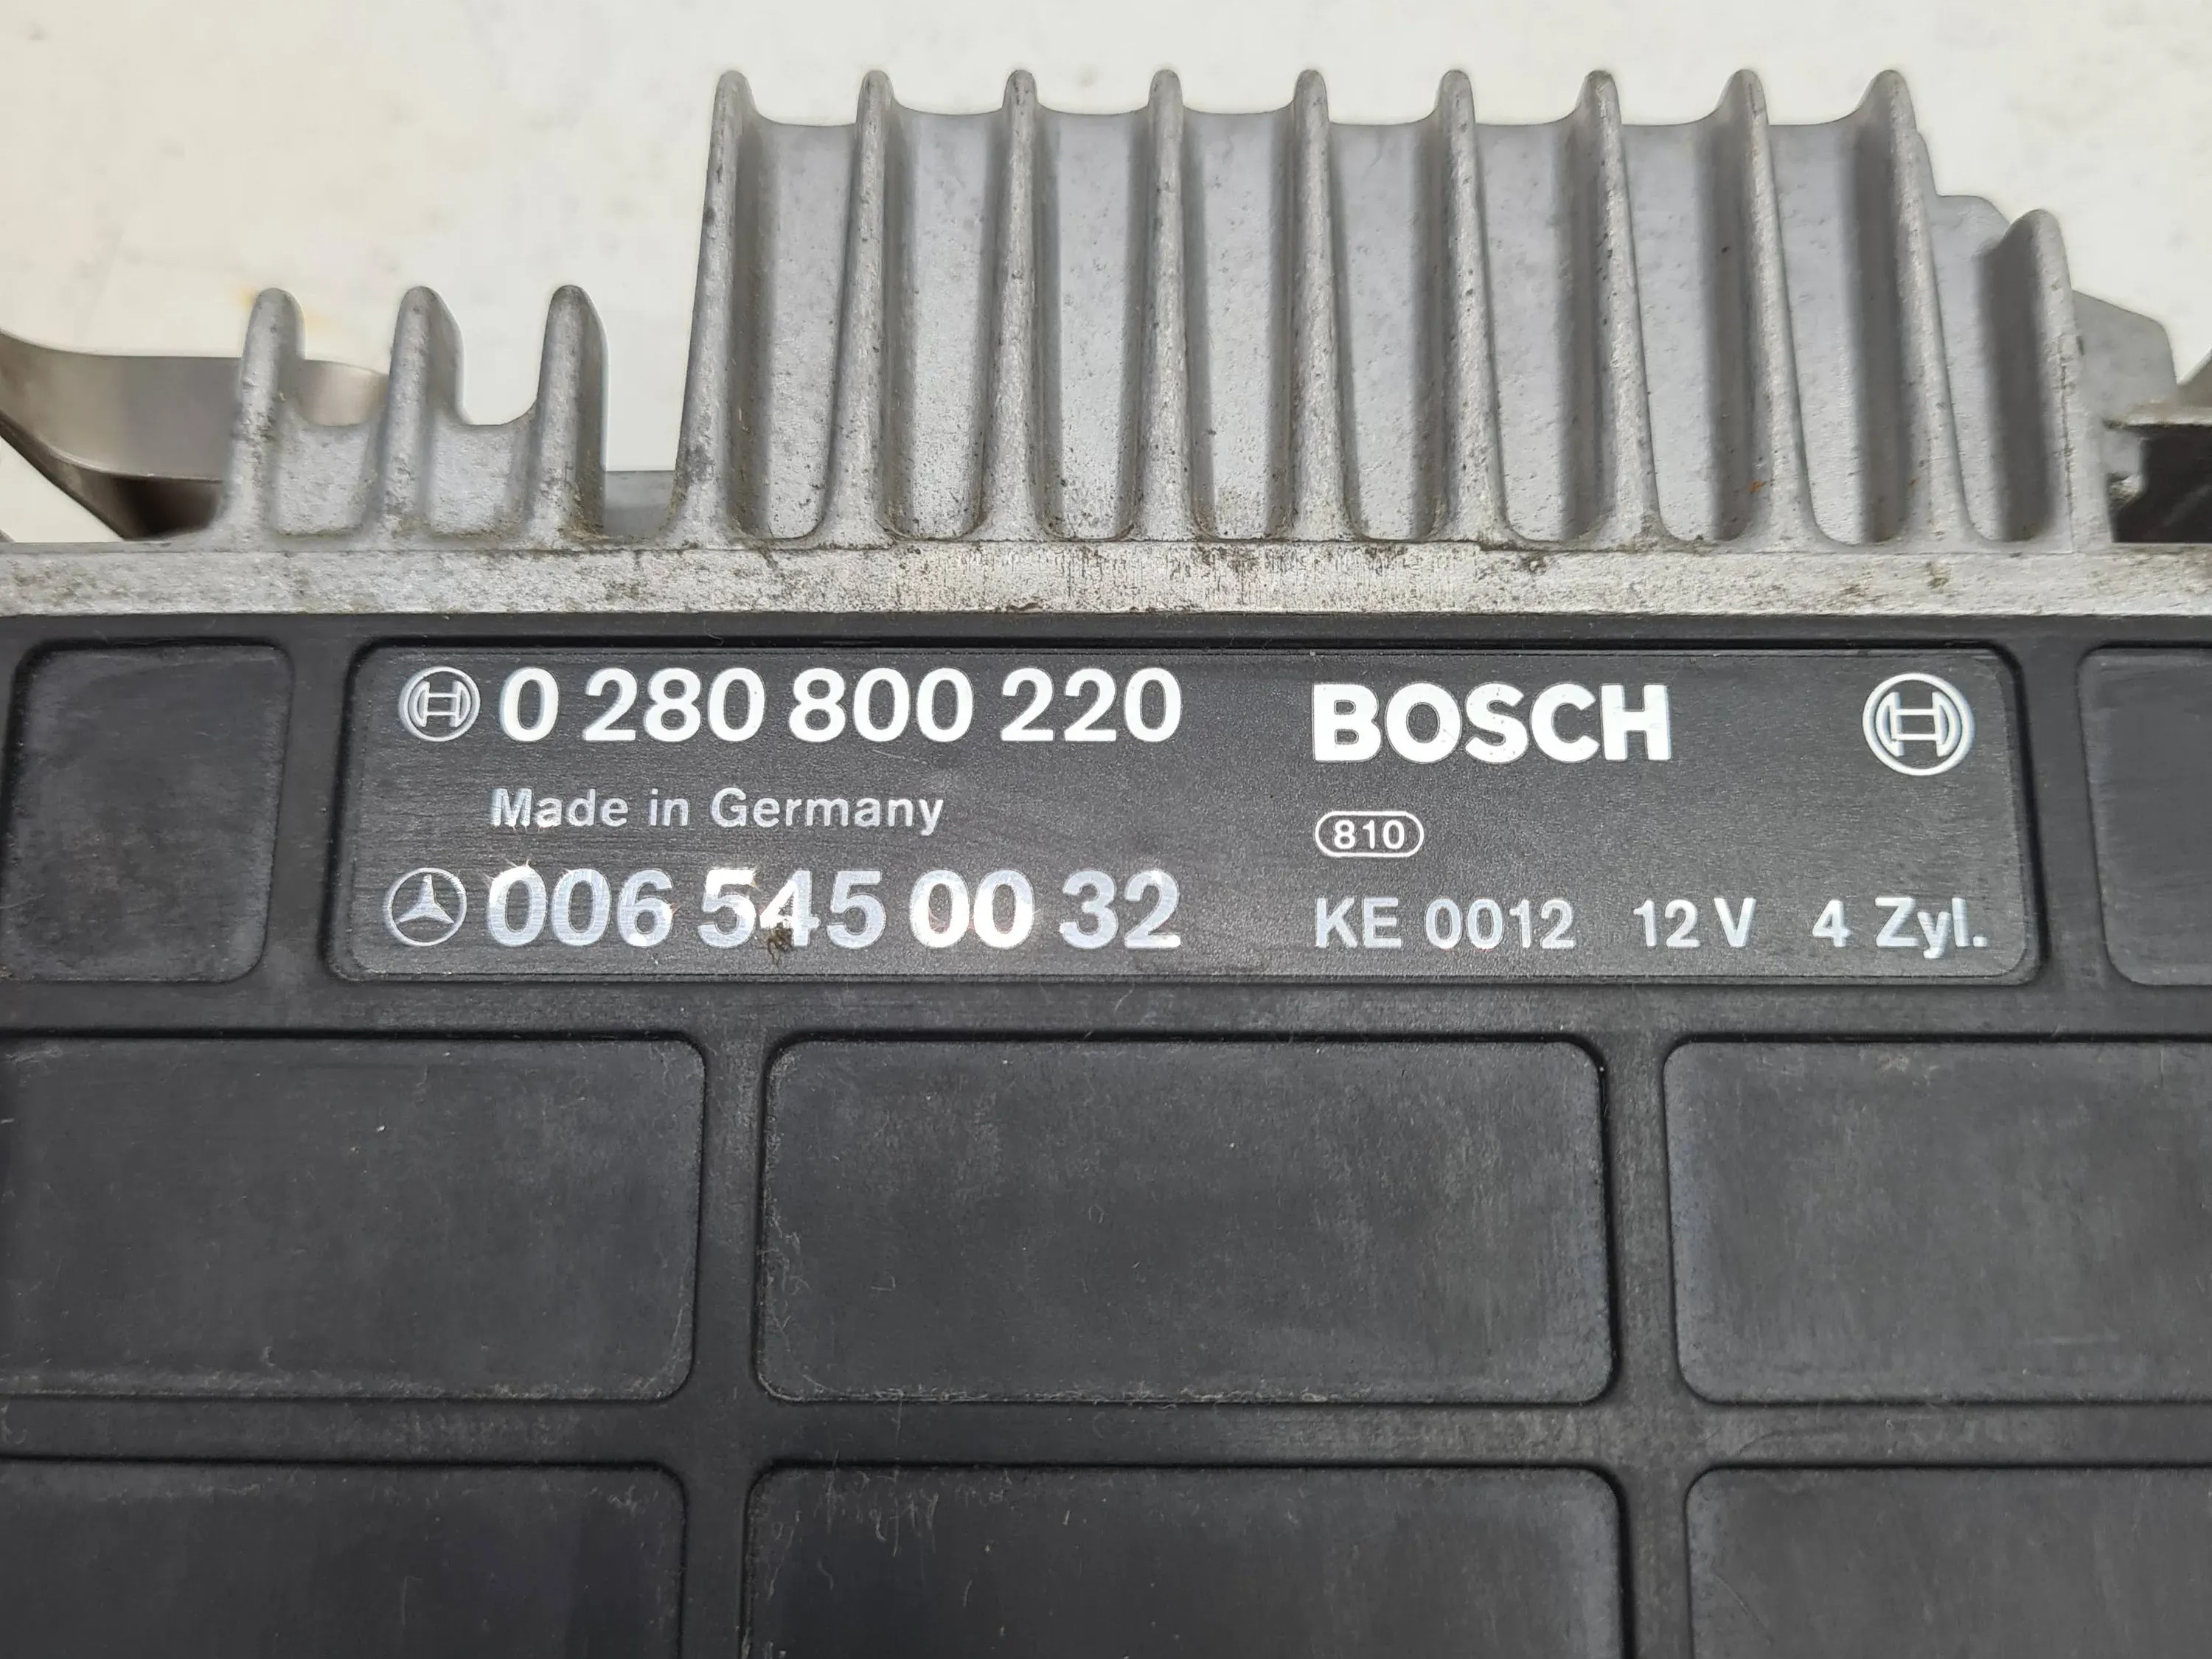 0 280 800 220
BOSCH
Made in Germany
810
006 545 00 32
KE 0012 12 V 4 Zyl.